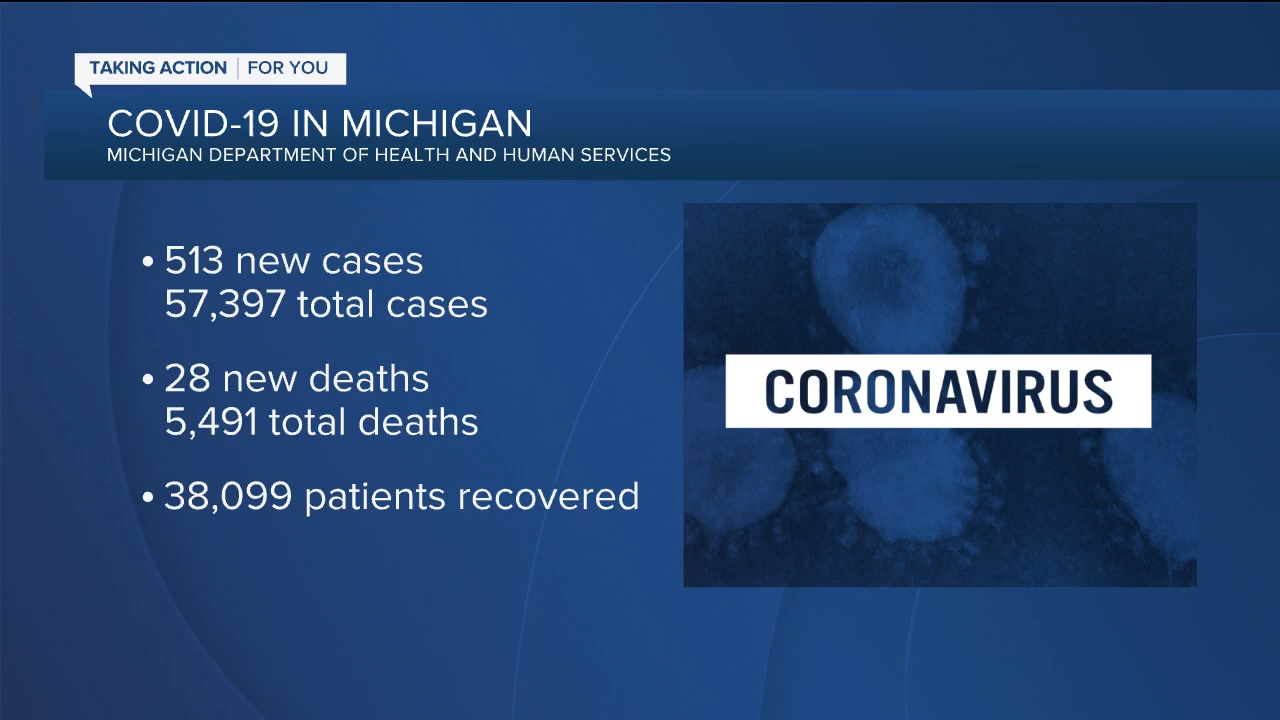 TAKING ACTION | FOR YOU
COVID-19 IN MICHIGAN
MICHIGAN DEPARTMENT OF HEALTH AND HUMAN SERVICES
• 513 new cases
57,397 total cases
• 28 new deaths
5,491 total deaths
• 38,099 patients recovered
CORONAVIRUS